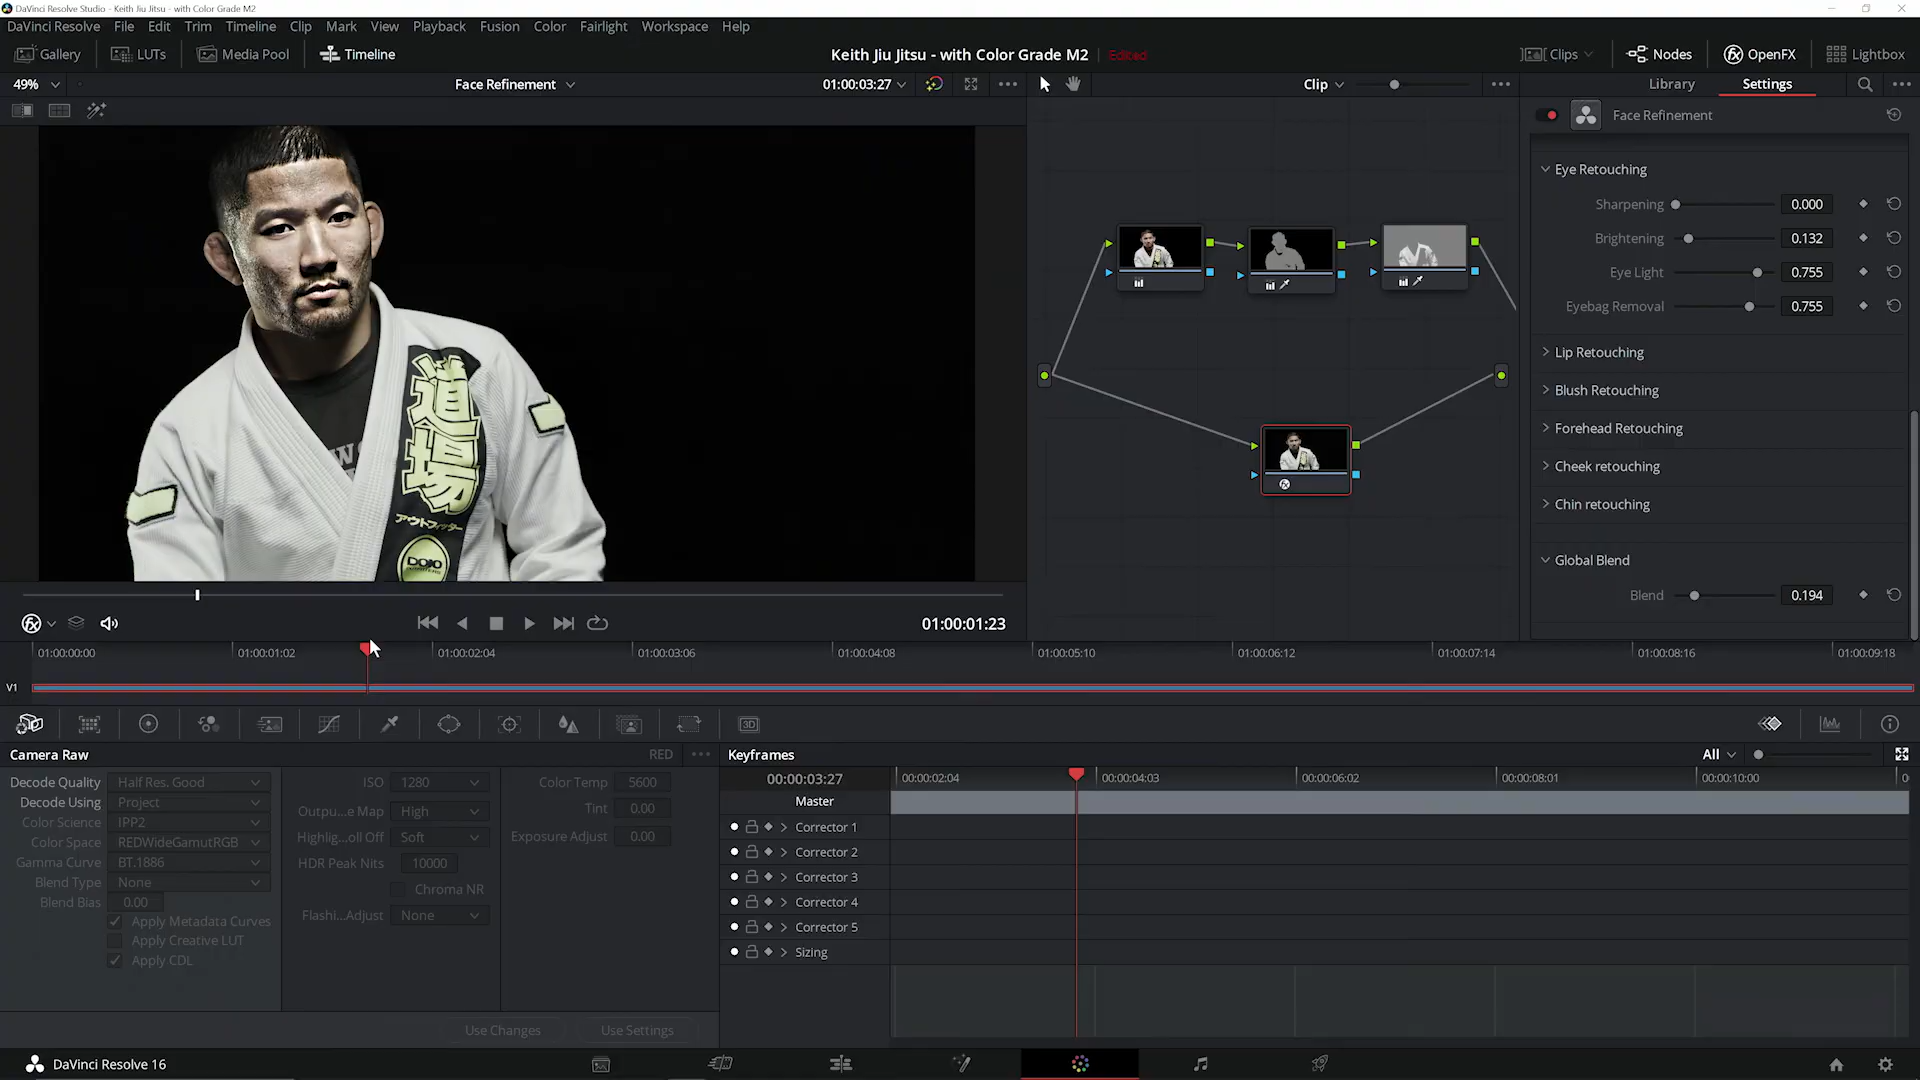 DaVinci Resolve Studio - Keith Jiu Jitsu - with Color Grade M2
DaVinci Resolve File Edit Trim Timeline Clip Mark View Playback Fusion Color Fairlight Workspace Help
Gallery LUTs Media Pool Timeline Keith Jiu Jitsu - with Color Grade M2 Edited Clips Nodes OpenFX Lightbox
49% Face Refinement 01:00:03:27 Clip Library Settings
Face Refinement
Eye Retouching
Sharpening 0.000
Brightening 0.132
Eye Light 0.755
Eyebag Removal 0.755
Lip Retouching
Blush Retouching
Forehead Retouching
Cheek retouching
Chin retouching
Global Blend
Blend 0.194
道場
アウトフィッター
DOJO
01:00:01:23
01:00:00:00 01:00:01:02 01:00:02:04 01:00:03:06 01:00:04:08 01:00:05:10 01:00:06:12 01:00:07:14 01:00:08:16 01:00:09:18
V1
3D
Camera Raw RED
Decode Quality Half Res. Good
Decode Using Project
Color Science IPP2
Color Space REDWideGamutRGB
Gamma Curve BT.1886
Blend Type None
Blend Bias 0.00
Apply Metadata Curves
Apply Creative LUT
Apply CDL
ISO 1280
Outpu...e Map High
Highlig...oll Off Soft
HDR Peak Nits 10000
Chroma NR
Flashi...Adjust None
Color Temp 5600
Tint 0.00
Exposure Adjust 0.00
Use Changes Use Settings
Keyframes All
00:00:03:27 00:00:02:04 00:00:04:03 00:00:06:02 00:00:08:01 00:00:10:00 0
Master
Corrector 1
Corrector 2
Corrector 3
Corrector 4
Corrector 5
Sizing
DaVinci Resolve 16